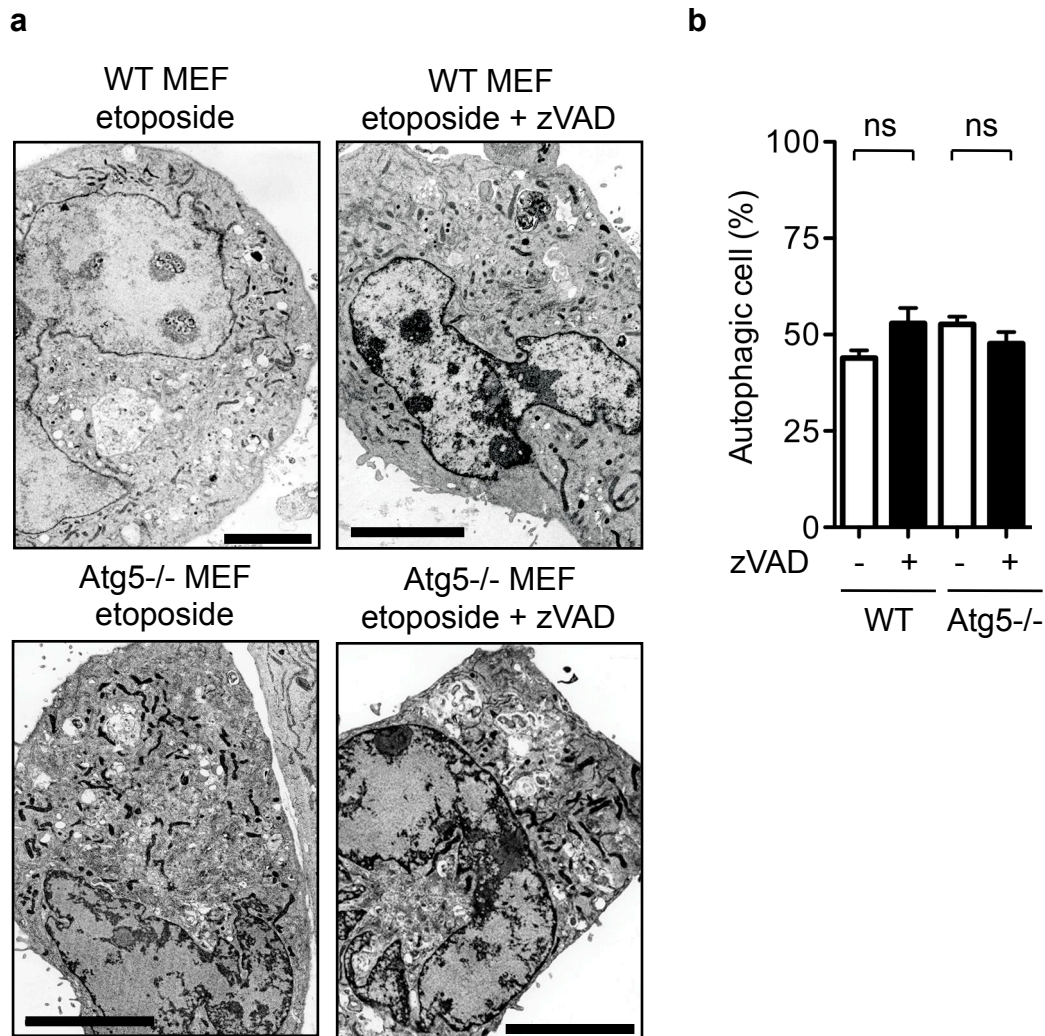 a
b
WT MEF
etoposide
WT MEF
etoposide + zVAD
Atg5-/- MEF
etoposide
Atg5-/- MEF
etoposide + zVAD
ns
ns
100
75
50
25
0
Autophagic cell (%)
zVAD - + - +
WT Atg5-/-